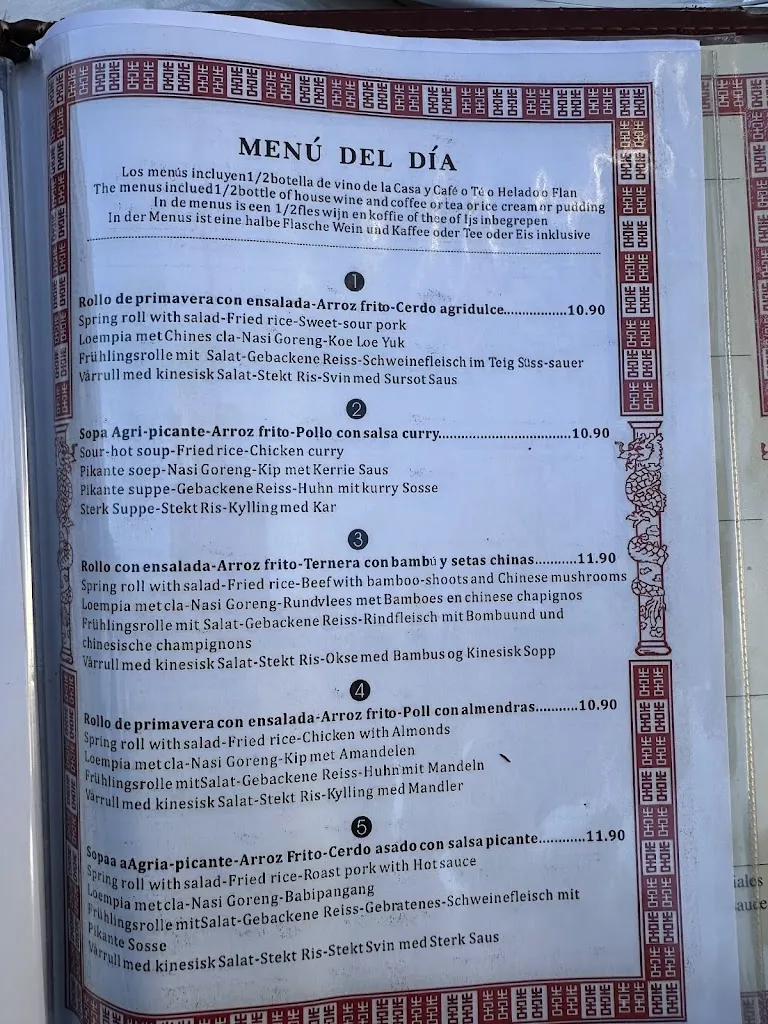 MENÚ DEL DÍA
Los menús incluyen1/2botella de vino de la Casa y Café o Té o Helado o Flan
The menus inclued1/2bottle of house wine and coffee or tea or ice cream or pudding
In de menus is een 1/2fles wijn en koffie of thee of Ijs inbegrepen
In der Menus ist eine halbe Flasche Wein und Kaffee oder Tee oder Eis inklusive
1
Rollo de primavera con ensalada-Arroz frito-Cerdo agridulce.................10.90
Spring roll with salad-Fried rice-Sweet-sour pork
Loempia met Chines cla-Nasi Goreng-Koe Loe Yuk
Frühlingsrolle mit Salat-Gebackene Reiss-Schweinefleisch im Teig Süss-sauer
Vårrull med kinesisk Salat-Stekt Ris-Svin med Sursot Saus
2
Sopa Agri-picante-Arroz frito-Pollo con salsa curry...........................10.90
Sour-hot soup-Fried rice-Chicken curry
Pikante soep-Nasi Goreng-Kip met Kerrie Saus
Pikante suppe-Gebackene Reiss-Huhn mit kurry Sosse
Sterk Suppe-Stekt Ris-Kylling med Kar
3
Rollo con ensalada-Arroz frito-Ternera con bambú y setas chinas...........11.90
Spring roll with salad-Fried rice-Beef with bamboo-shoots and Chinese mushrooms
Loempia met cla-Nasi Goreng-Rundvlees met Bamboes en chinese chapignos
Frühlingsrolle mit Salat-Gebackene Reiss-Rindfleisch mit Bombuund und
chinesische champignons
Vårrull med kinesisk Salat-Stekt Ris-Okse med Bambus og Kinesisk Sopp
4
Rollo de primavera con ensalada-Arroz frito-Poll con almendras...........10.90
Spring roll with salad-Fried rice-Chicken with Almonds
Loempia met cla-Nasi Goreng-Kip met Amandelen
Frühlingsrolle mitSalat-Gebackene Reiss-Huhn mit Mandeln
Vårrull med kinesisk Salat-Stekt Ris-Kylling med Mandler
5
Sopaa aAgria-picante-Arroz Frito-Cerdo asado con salsa picante............11.90
Spring roll with salad-Fried rice-Roast pork with Hot sauce
Loempia met cla-Nasi Goreng-Babipangang
Frühlingsrolle mitSalat-Gebackene Reiss-Gebratenes-Schweinefleisch mit
Pikante Sosse
Vårrull med kinesisk Salat-Stekt Ris-Stekt Svin med Sterk Saus